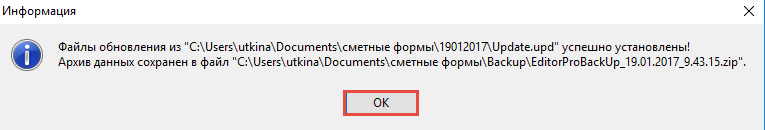 Информация
Файлы обновления из "C:\Users\utkina\Documents\сметные формы\19012017\Update.upd" успешно установлены!
Архив данных сохранен в файл "C:\Users\utkina\Documents\сметные формы\Backup\EditorProBackUp_19.01.2017_9.43.15.zip".
OK